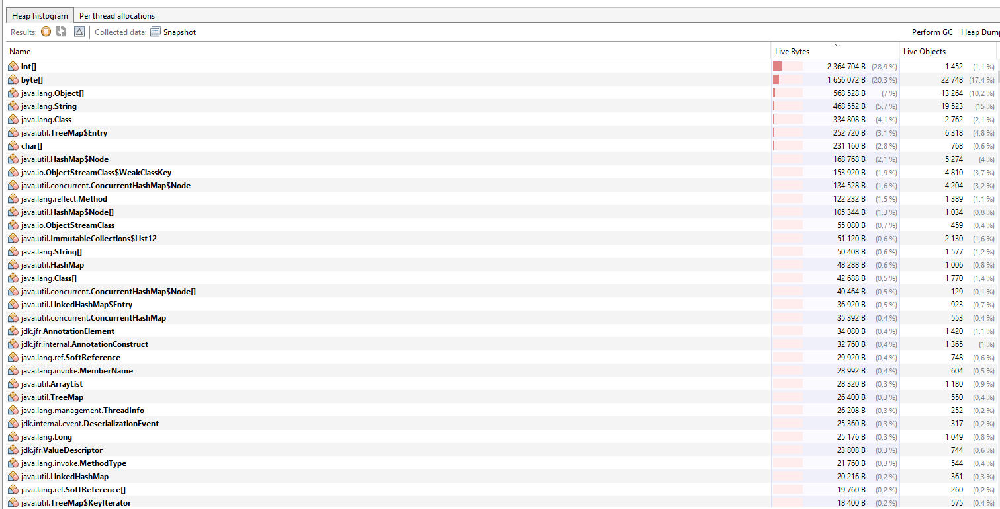 Heap histogram Per thread allocations
Results: Collected data: Snapshot Perform GC Heap Dum
Name Live Bytes Live Objects
int[] 2 364 704 B (28,9 %) 1 452 (1,1 %)
byte[] 1 656 072 B (20,3 %) 22 748 (17,4 %)
java.lang.Object[] 568 528 B (7 %) 13 264 (10,2 %)
java.lang.String 468 552 B (5,7 %) 19 523 (15 %)
java.lang.Class 334 808 B (4,1 %) 2 762 (2,1 %)
java.util.TreeMap$Entry 252 720 B (3,1 %) 6 318 (4,8 %)
char[] 231 160 B (2,8 %) 768 (0,6 %)
java.util.HashMap$Node 168 768 B (2,1 %) 5 274 (4 %)
java.io.ObjectStreamClass$WeakClassKey 153 920 B (1,9 %) 4 810 (3,7 %)
java.util.concurrent.ConcurrentHashMap$Node 134 528 B (1,6 %) 4 204 (3,2 %)
java.lang.reflect.Method 122 232 B (1,5 %) 1 389 (1,1 %)
java.util.HashMap$Node[] 105 344 B (1,3 %) 1 034 (0,8 %)
java.io.ObjectStreamClass 55 080 B (0,7 %) 459 (0,4 %)
java.util.ImmutableCollections$List12 51 120 B (0,6 %) 2 130 (1,6 %)
java.lang.String[] 50 408 B (0,6 %) 1 577 (1,2 %)
java.util.HashMap 48 288 B (0,6 %) 1 006 (0,8 %)
java.lang.Class[] 42 688 B (0,5 %) 1 770 (1,4 %)
java.util.concurrent.ConcurrentHashMap$Node[] 40 464 B (0,5 %) 129 (0,1 %)
java.util.LinkedHashMap$Entry 36 920 B (0,5 %) 923 (0,7 %)
java.util.concurrent.ConcurrentHashMap 35 392 B (0,4 %) 553 (0,4 %)
jdk.jfr.AnnotationElement 34 080 B (0,4 %) 1 420 (1,1 %)
jdk.jfr.internal.AnnotationConstruct 32 760 B (0,4 %) 1 365 (1 %)
java.lang.ref.SoftReference 29 920 B (0,4 %) 748 (0,6 %)
java.lang.invoke.MemberName 28 992 B (0,4 %) 604 (0,5 %)
java.util.ArrayList 28 320 B (0,3 %) 1 180 (0,9 %)
java.util.TreeMap 26 400 B (0,3 %) 550 (0,4 %)
java.lang.management.ThreadInfo 26 208 B (0,3 %) 252 (0,2 %)
jdk.internal.event.DeserializationEvent 25 360 B (0,3 %) 317 (0,2 %)
java.lang.Long 25 176 B (0,3 %) 1 049 (0,8 %)
jdk.jfr.ValueDescriptor 23 808 B (0,3 %) 744 (0,6 %)
java.lang.invoke.MethodType 21 760 B (0,3 %) 544 (0,4 %)
java.util.LinkedHashMap 20 216 B (0,2 %) 361 (0,3 %)
java.lang.ref.SoftReference[] 19 760 B (0,2 %) 260 (0,2 %)
java.util.TreeMap$KeyIterator 18 400 B (0,2 %) 575 (0,4 %)